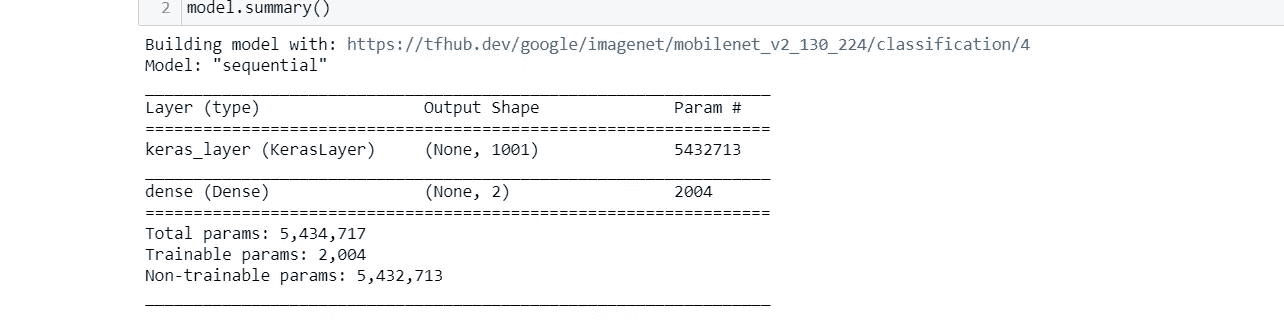 2 model.summary()
Building model with: https://tfhub.dev/google/imagenet/mobilenet_v2_130_224/classification/4
Model: "sequential"
_________________________________________________________________
Layer (type)                 Output Shape              Param #
=================================================================
keras_layer (KerasLayer)     (None, 1001)              5432713
_________________________________________________________________
dense (Dense)                (None, 2)                 2004
=================================================================
Total params: 5,434,717
Trainable params: 2,004
Non-trainable params: 5,432,713
_________________________________________________________________